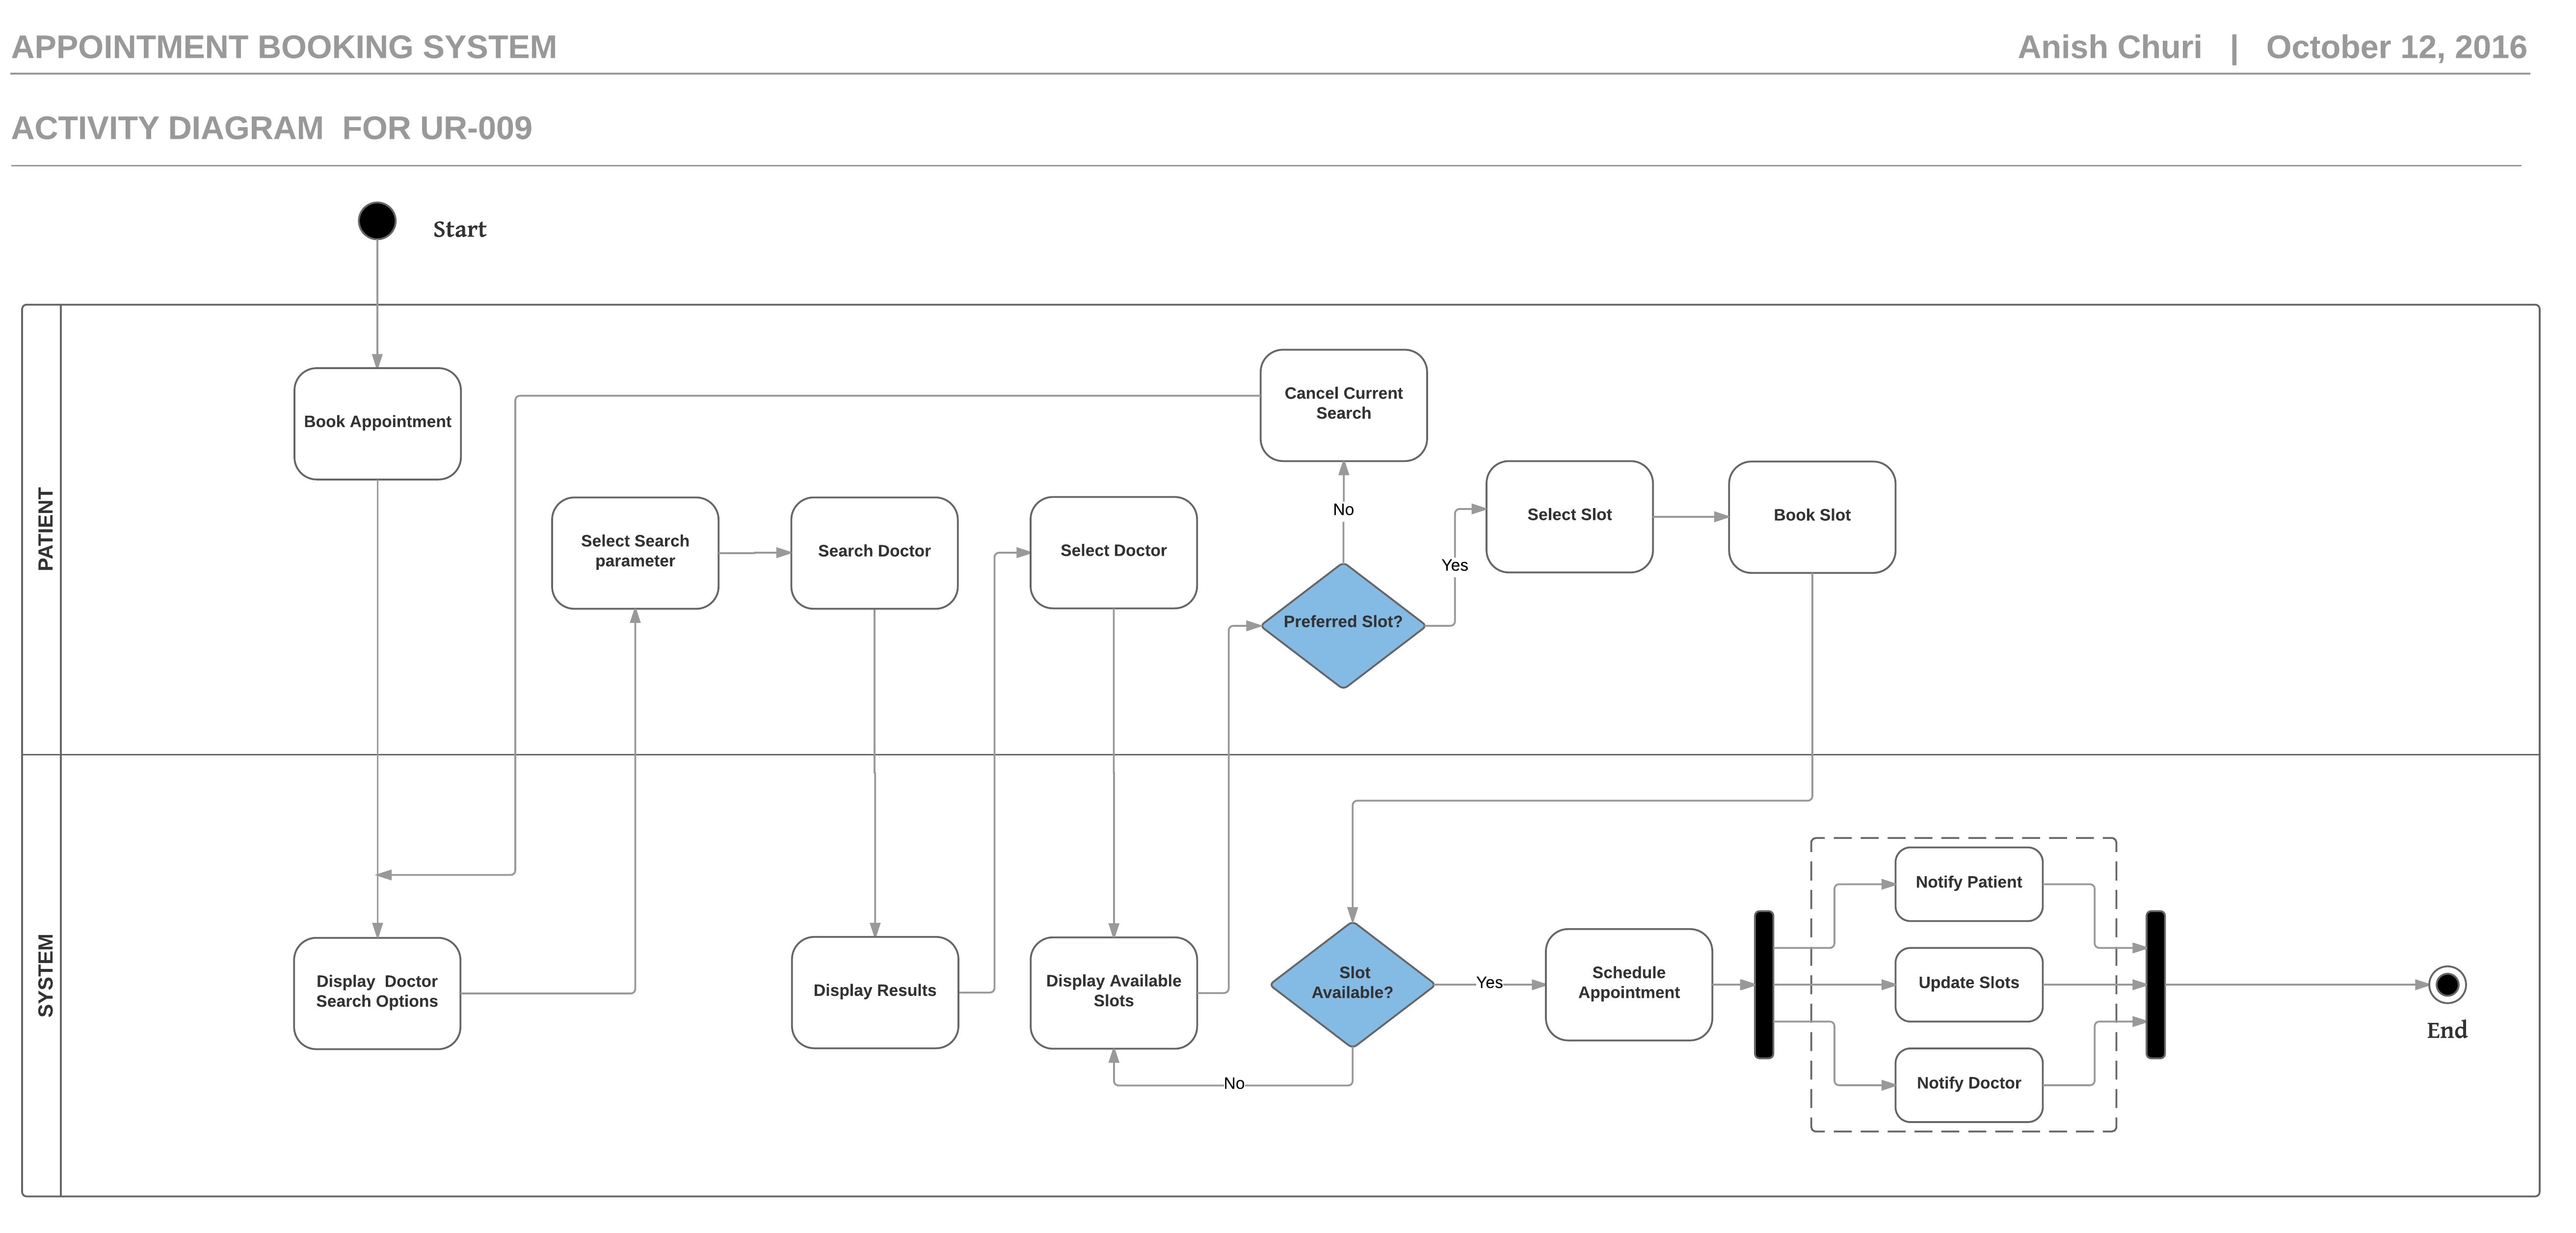 APPOINTMENT BOOKING SYSTEM
Anish Churi | October 12, 2016
ACTIVITY DIAGRAM FOR UR-009
Start
PATIENT
Book Appointment
Cancel Current
Search
Select Search
parameter
Search Doctor
Select Doctor
No
Preferred Slot?
Yes
Select Slot
Book Slot
SYSTEM
Display Doctor
Search Options
Display Results
Display Available
Slots
No
Slot
Available?
Yes
Schedule
Appointment
Notify Patient
Update Slots
Notify Doctor
End